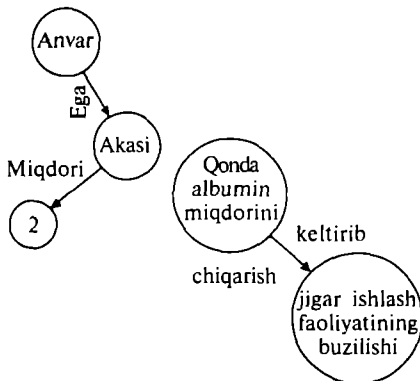 Anvar
Ega
Akasi
Miqdori
2
Qonda
albumin
miqdorini
keltirib
chiqarish
jigar ishlash
faoliyatining
buzilishi